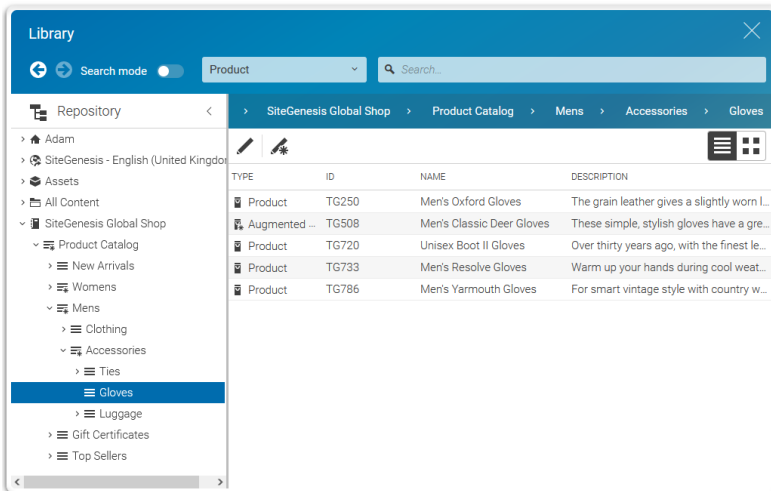 Library
Search mode
Product
Search...
Repository
SiteGenesis Global Shop > Product Catalog > Mens > Accessories > Gloves
Adam
SiteGenesis - English (United Kingdor
Assets
All Content
SiteGenesis Global Shop
Product Catalog
New Arrivals
Womens
Mens
Clothing
Accessories
Ties
Gloves
Luggage
Gift Certificates
Top Sellers
TYPE ID NAME DESCRIPTION
Product TG250 Men's Oxford Gloves The grain leather gives a slightly worn l...
Augmented ... TG508 Men's Classic Deer Gloves These simple, stylish gloves have a gre...
Product TG720 Unisex Boot II Gloves Over thirty years ago, with the finest le...
Product TG733 Men's Resolve Gloves Warm up your hands during cool weat...
Product TG786 Men's Yarmouth Gloves For smart vintage style with country w...